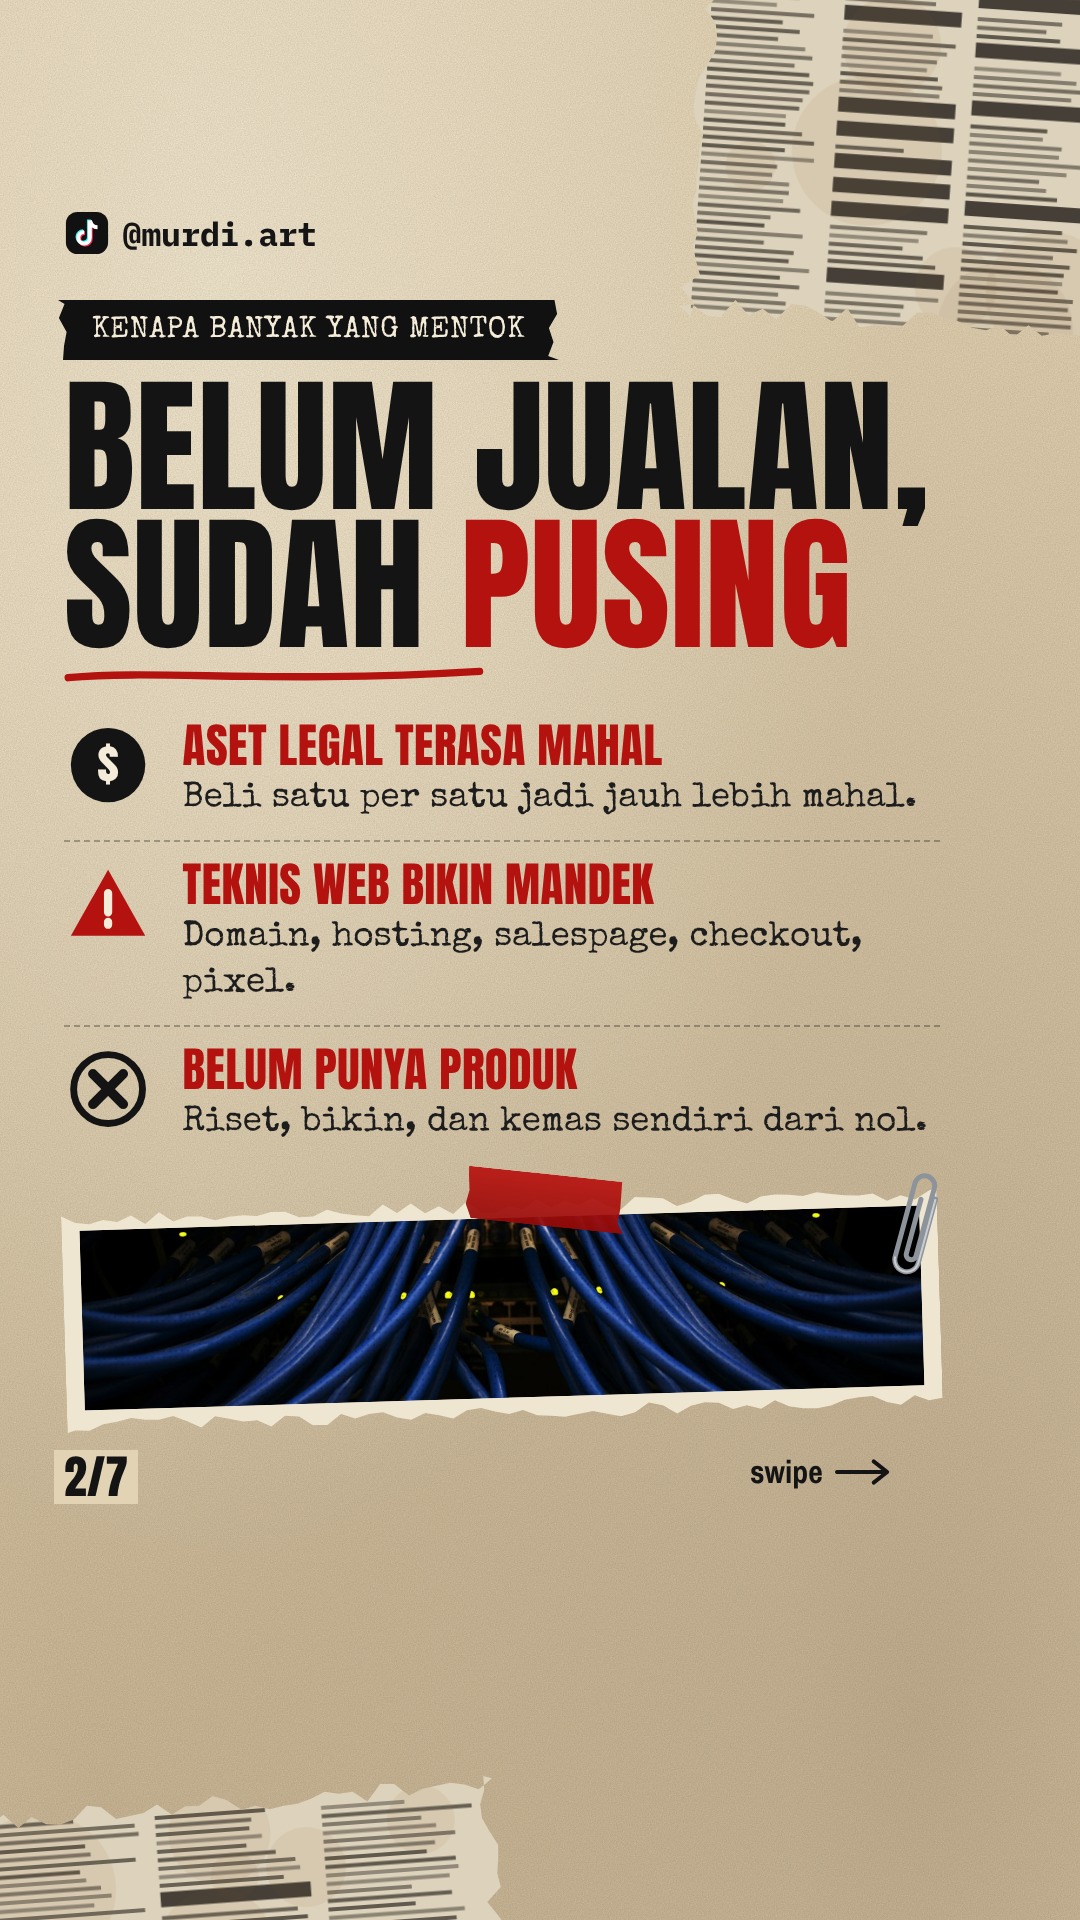 @murdi.art
KENAPA BANYAK YANG MENTOK
BELUM JUALAN,
SUDAH PUSING
$
ASET LEGAL TERASA MAHAL
Beli satu per satu jadi jauh lebih mahal.
TEKNIS WEB BIKIN MANDEK
Domain, hosting, salespage, checkout,
pixel.
BELUM PUNYA PRODUK
Riset, bikin, dan kemas sendiri dari nol.
2/7
swipe →